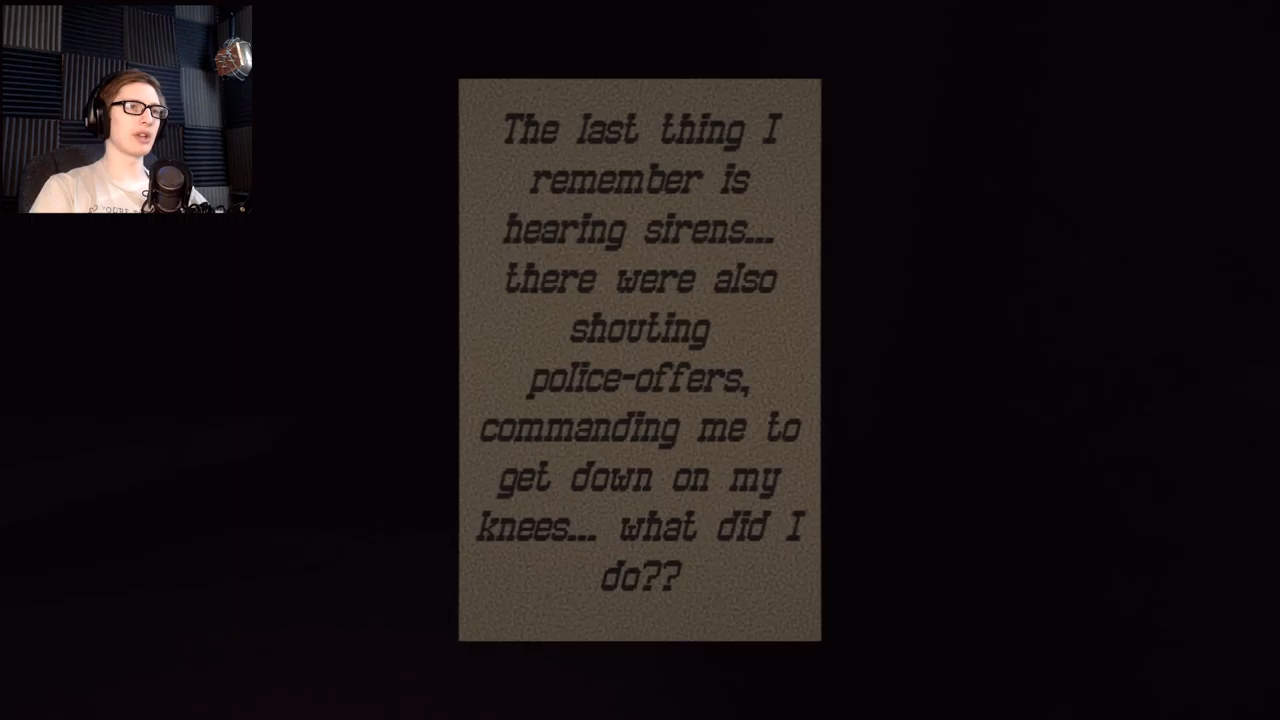 The last thing I
remember is
hearing sirens...
there were also
shouting
police-offers,
commanding me to
get down on my
knees... what did I
do??